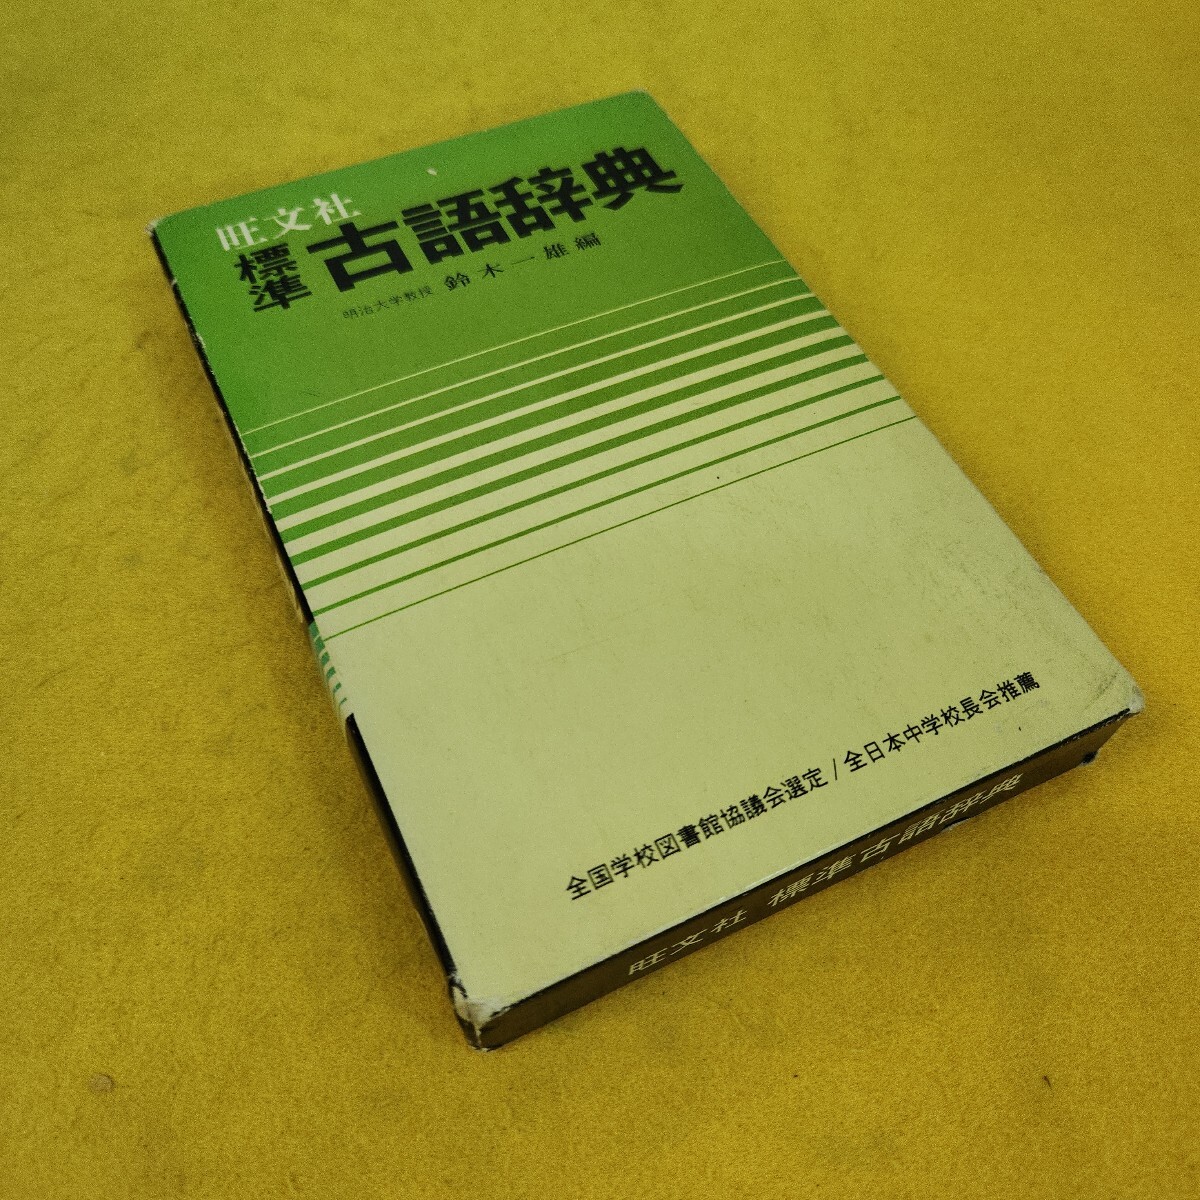 旺文社
標準 古語辞典
明治大学教授 鈴木一雄編
全国学校図書館協議会選定/全日本中学校長会推薦
旺文社 標準古語辞典